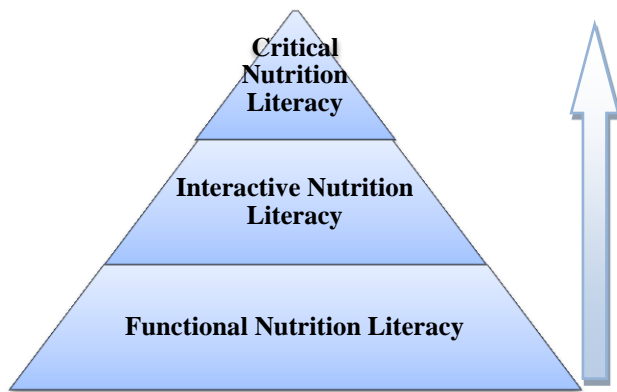 Critical
Nutrition
Literacy
Interactive Nutrition
Literacy
Functional Nutrition Literacy